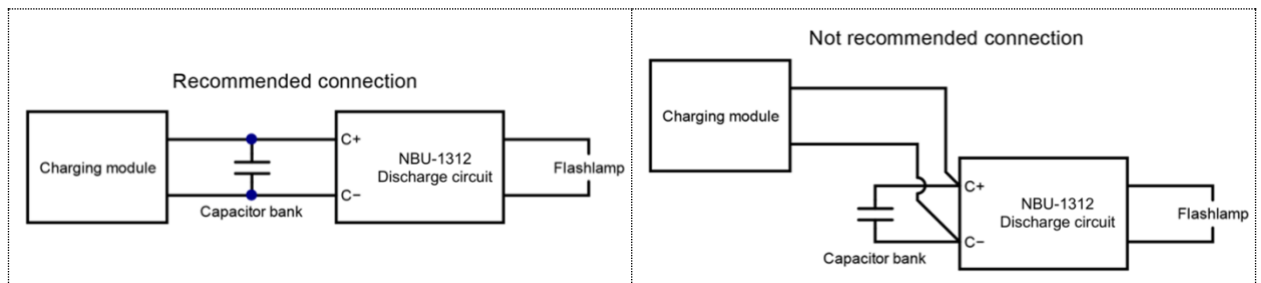 Recommended connection
Charging module
C+
C−
NBU-1312
Discharge circuit
Flashlamp
Capacitor bank
Not recommended connection
Charging module
C+
C−
NBU-1312
Discharge circuit
Flashlamp
Capacitor bank